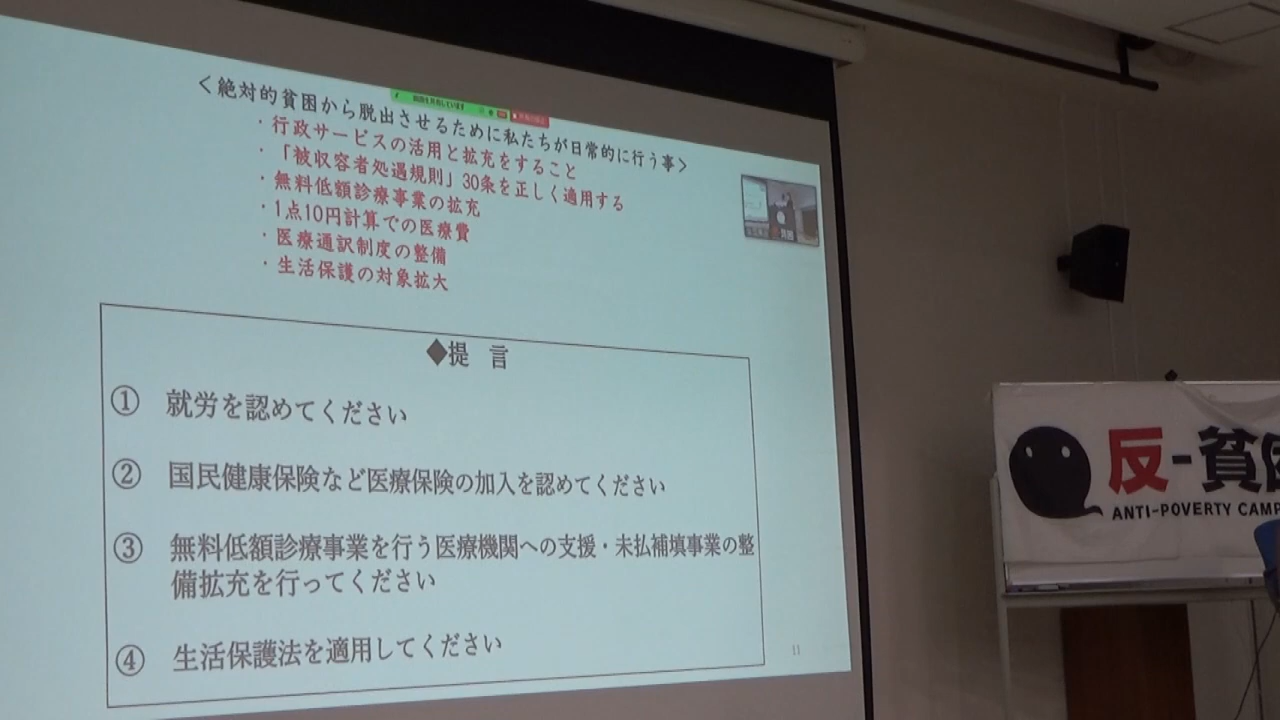 <絶対的貧困から脱出させるために私たちが日常的に行う事>
・行政サービスの活用と拡充をすること
・「被収容者処遇規則」30条を正しく適用する
・無料低額診療事業の拡充
・1点10円計算での医療費
・医療通訳制度の整備
・生活保護の対象拡大
◆提 言
① 就労を認めてください
② 国民健康保険など医療保険の加入を認めてください
③ 無料低額診療事業を行う医療機関への支援・未払補填事業の整
備拡充を行ってください
④ 生活保護法を適用してください
11
反-貧困
ANTI-POVERTY CAMP